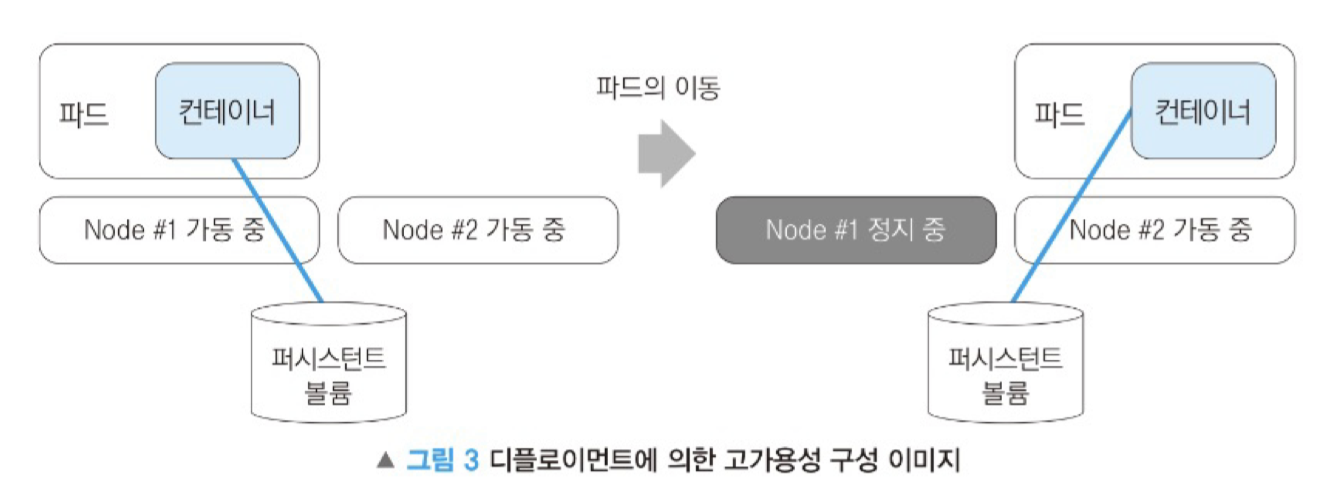 파드
컨테이너
Node #1 가동 중
Node #2 가동 중
퍼시스턴트
볼륨
파드의 이동
파드
컨테이너
Node #1 정지 중
Node #2 가동 중
퍼시스턴트
볼륨
▲ 그림 3 디플로이먼트에 의한 고가용성 구성 이미지